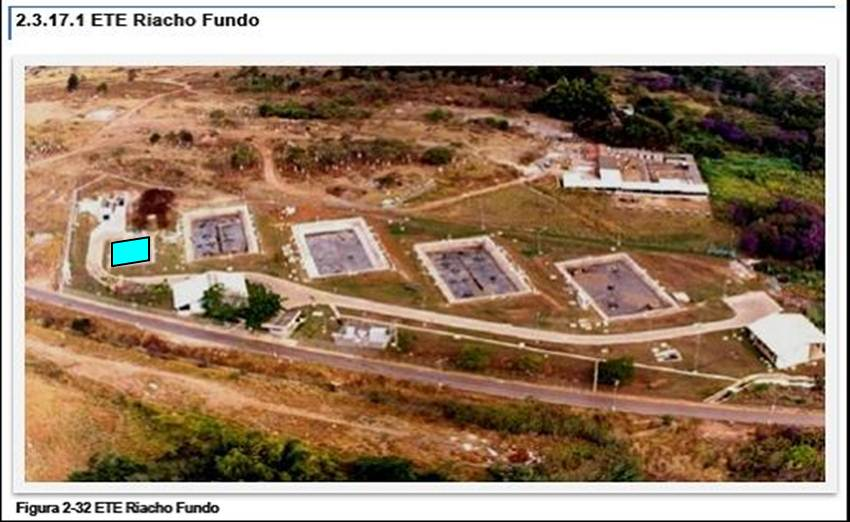 2.3.17.1 ETE Riacho Fundo
Figura 2-32 ETE Riacho Fundo